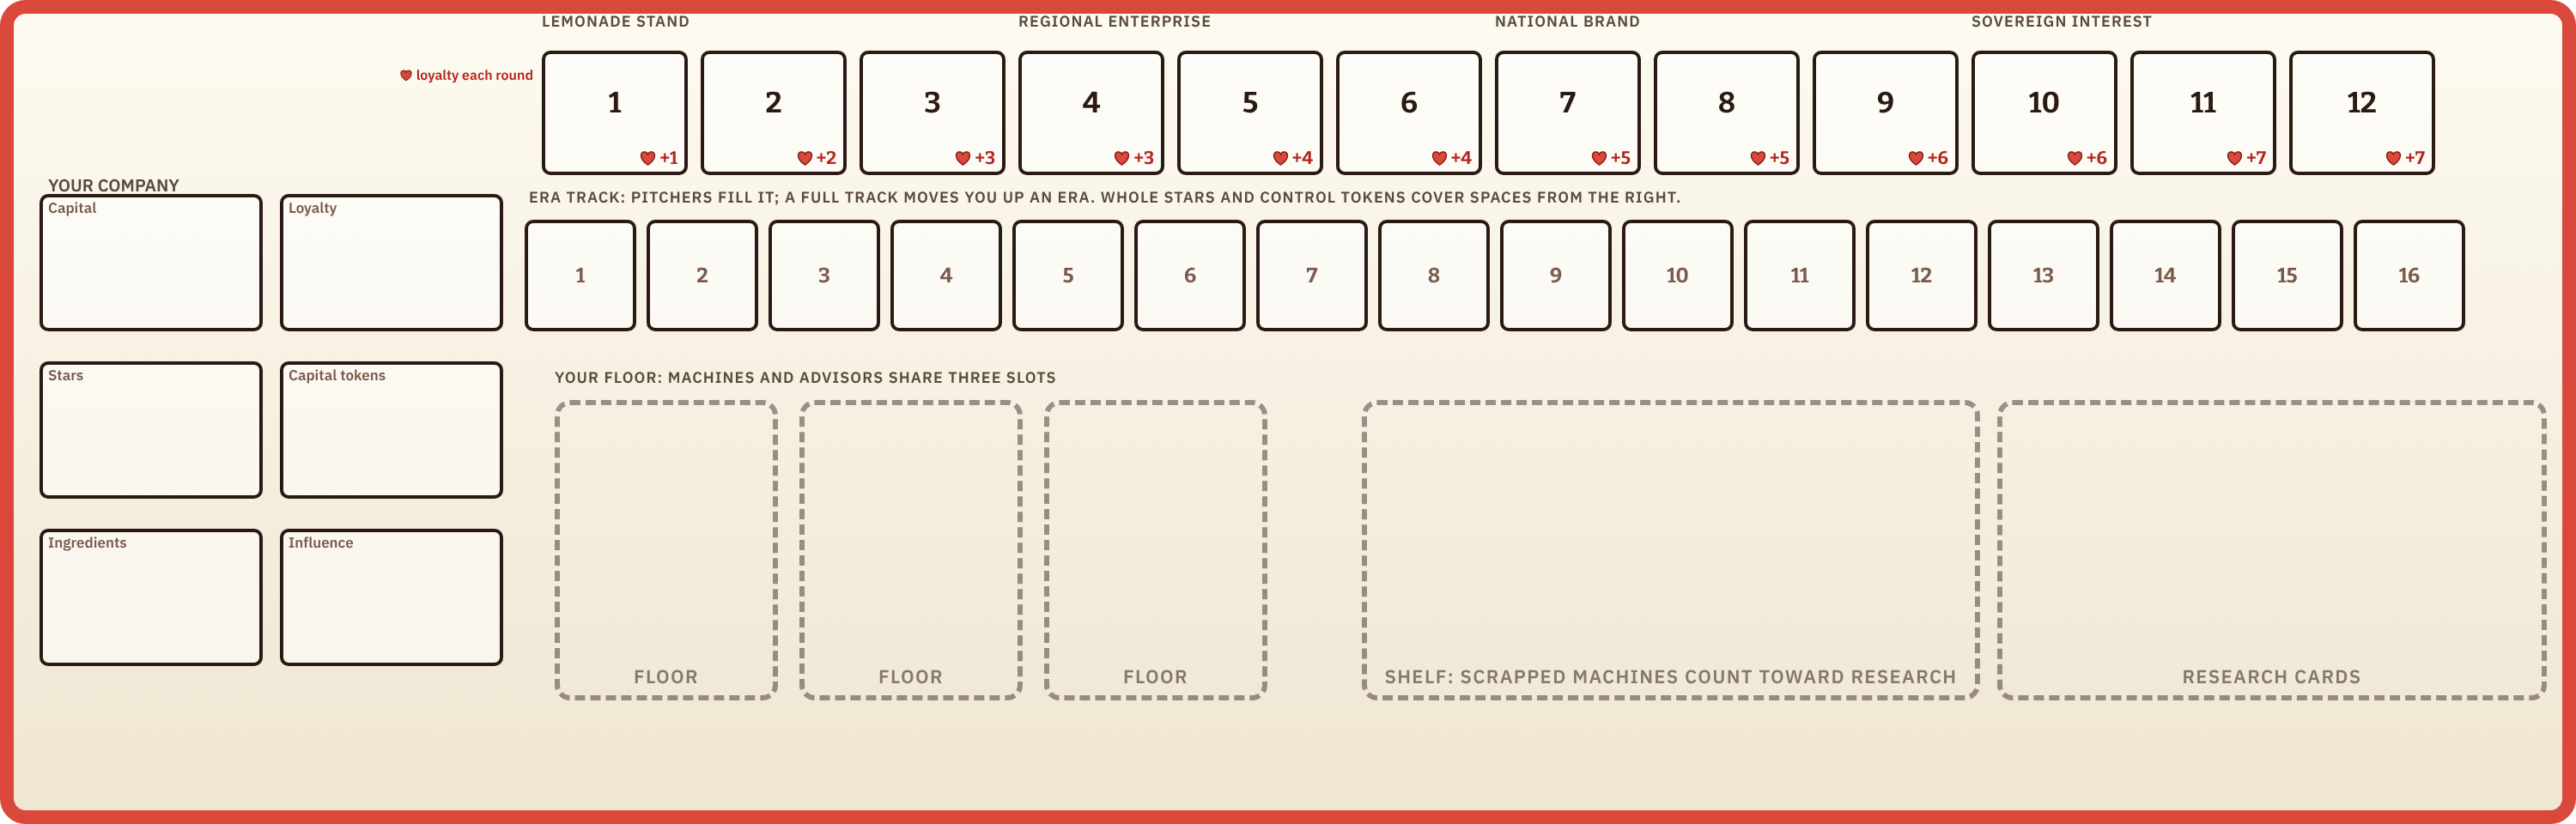 LEMONADE STAND
REGIONAL ENTERPRISE
NATIONAL BRAND
SOVEREIGN INTEREST
loyalty each round
1
2
3
4
5
6
7
8
9
10
11
12
+1
+2
+3
+3
+4
+4
+5
+5
+6
+6
+7
+7
YOUR COMPANY
Capital
Loyalty
Stars
Capital tokens
Ingredients
Influence
ERA TRACK: PITCHERS FILL IT; A FULL TRACK MOVES YOU UP AN ERA. WHOLE STARS AND CONTROL TOKENS COVER SPACES FROM THE RIGHT.
1
2
3
4
5
6
7
8
9
10
11
12
13
14
15
16
YOUR FLOOR: MACHINES AND ADVISORS SHARE THREE SLOTS
FLOOR
FLOOR
FLOOR
SHELF: SCRAPPED MACHINES COUNT TOWARD RESEARCH
RESEARCH CARDS